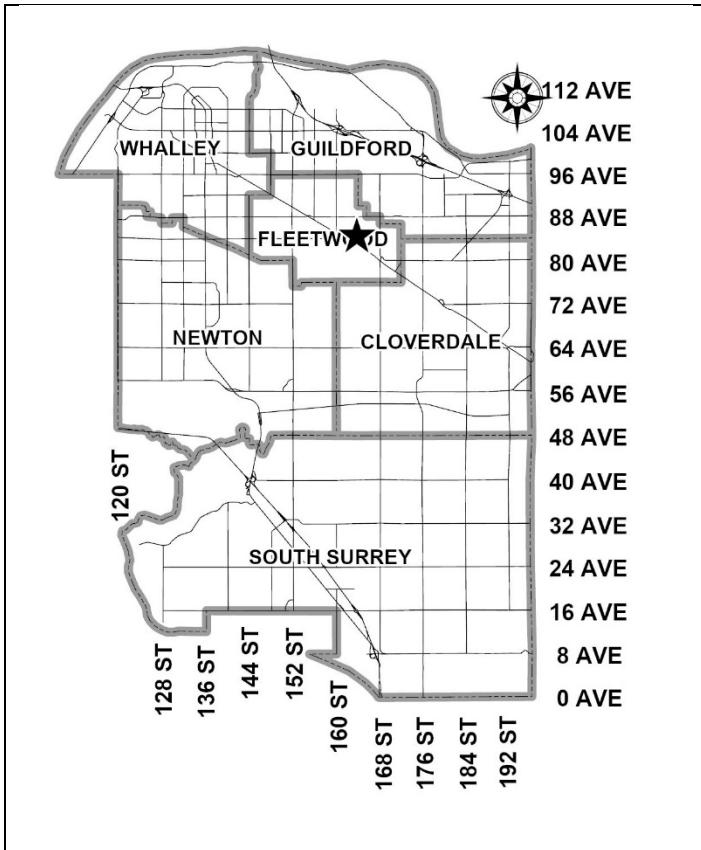 112 AVE
104 AVE
WHALLEY
GUILDFORD
96 AVE
88 AVE
FLEETWOOD
80 AVE
72 AVE
NEWTON
CLOVERDALE
64 AVE
56 AVE
48 AVE
120 ST
40 AVE
32 AVE
SOUTH SURREY
24 AVE
16 AVE
128 ST
136 ST
144 ST
152 ST
8 AVE
160 ST
0 AVE
168 ST
176 ST
184 ST
192 ST